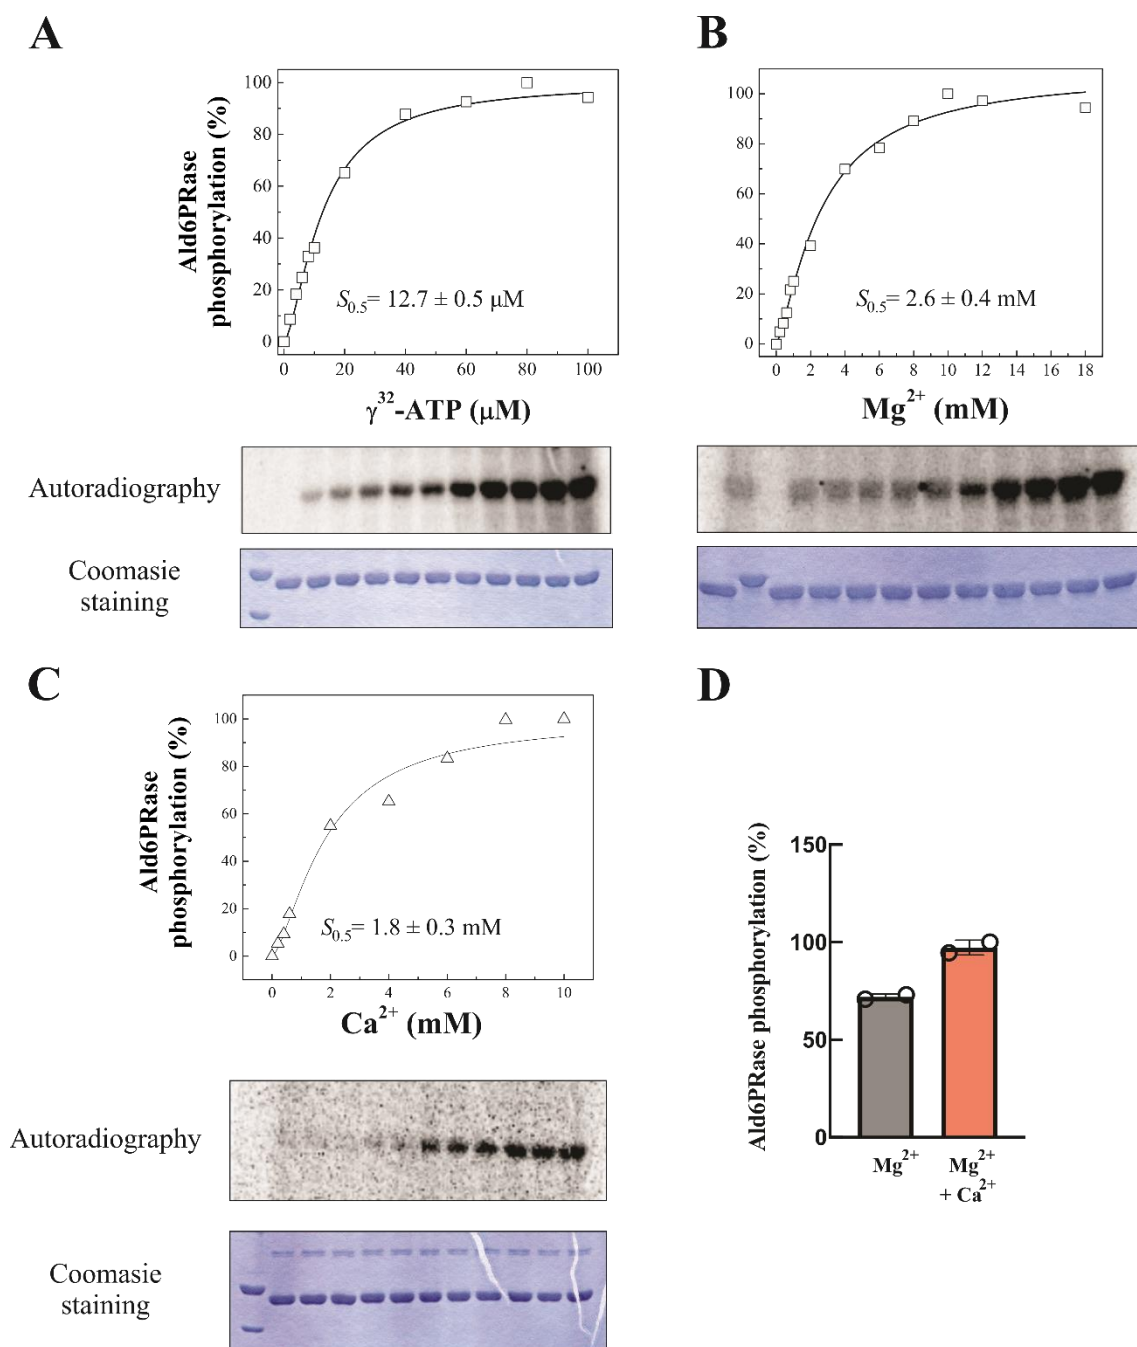 A
Ald6PRase
phosphorylation (%)
100
80
60
40
20
0
S0.5= 12.7 ± 0.5 μM
0 20 40 60 80 100
γ32-ATP (μM)
B
100
80
60
40
20
0
S0.5= 2.6 ± 0.4 mM
0 2 4 6 8 10 12 14 16 18
Mg2+ (mM)
Autoradiography
Coomasie
staining
C
Ald6PRase
phosphorylation (%)
100
80
60
40
20
0
S0.5= 1.8 ± 0.3 mM
0 2 4 6 8 10
Ca2+ (mM)
Autoradiography
Coomasie
staining
D
Ald6PRase phosphorylation (%)
150
100
50
0
Mg2+
Mg2+
+ Ca2+